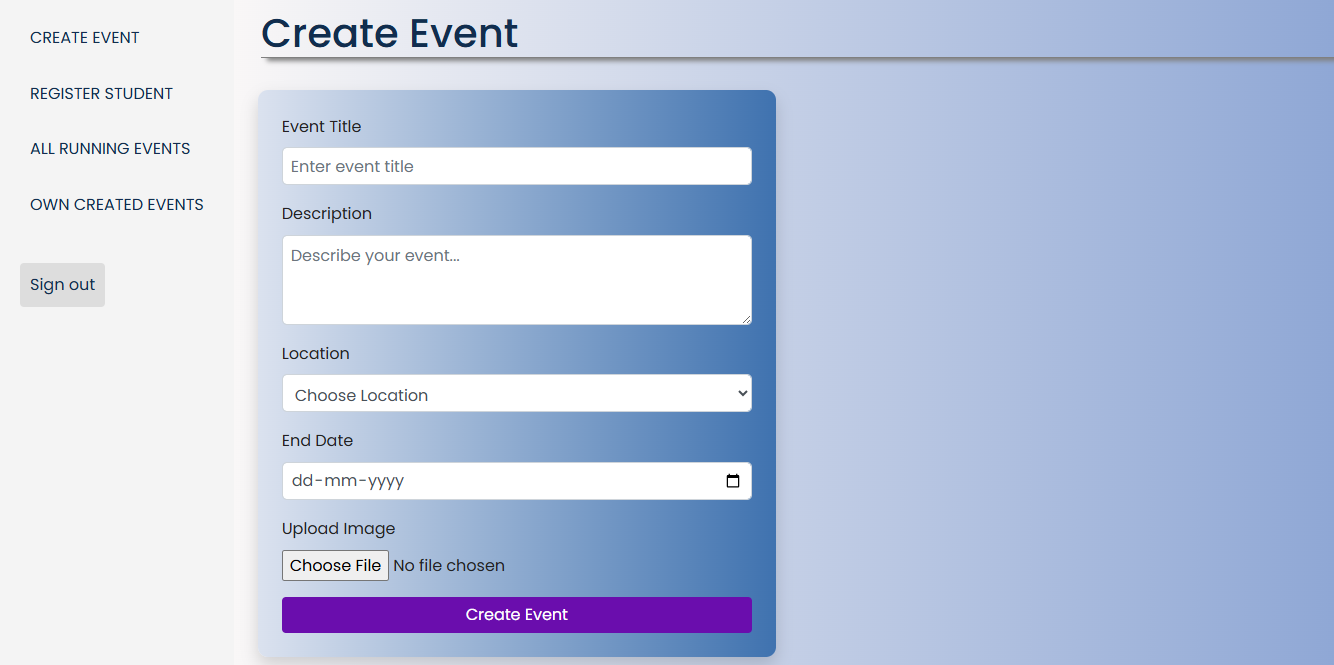 CREATE EVENT
REGISTER STUDENT
ALL RUNNING EVENTS
OWN CREATED EVENTS
Sign out
Create Event
Event Title
Enter event title
Description
Describe your event...
Location
Choose Location
End Date
dd-mm-yyyy
Upload Image
Choose File No file chosen
Create Event